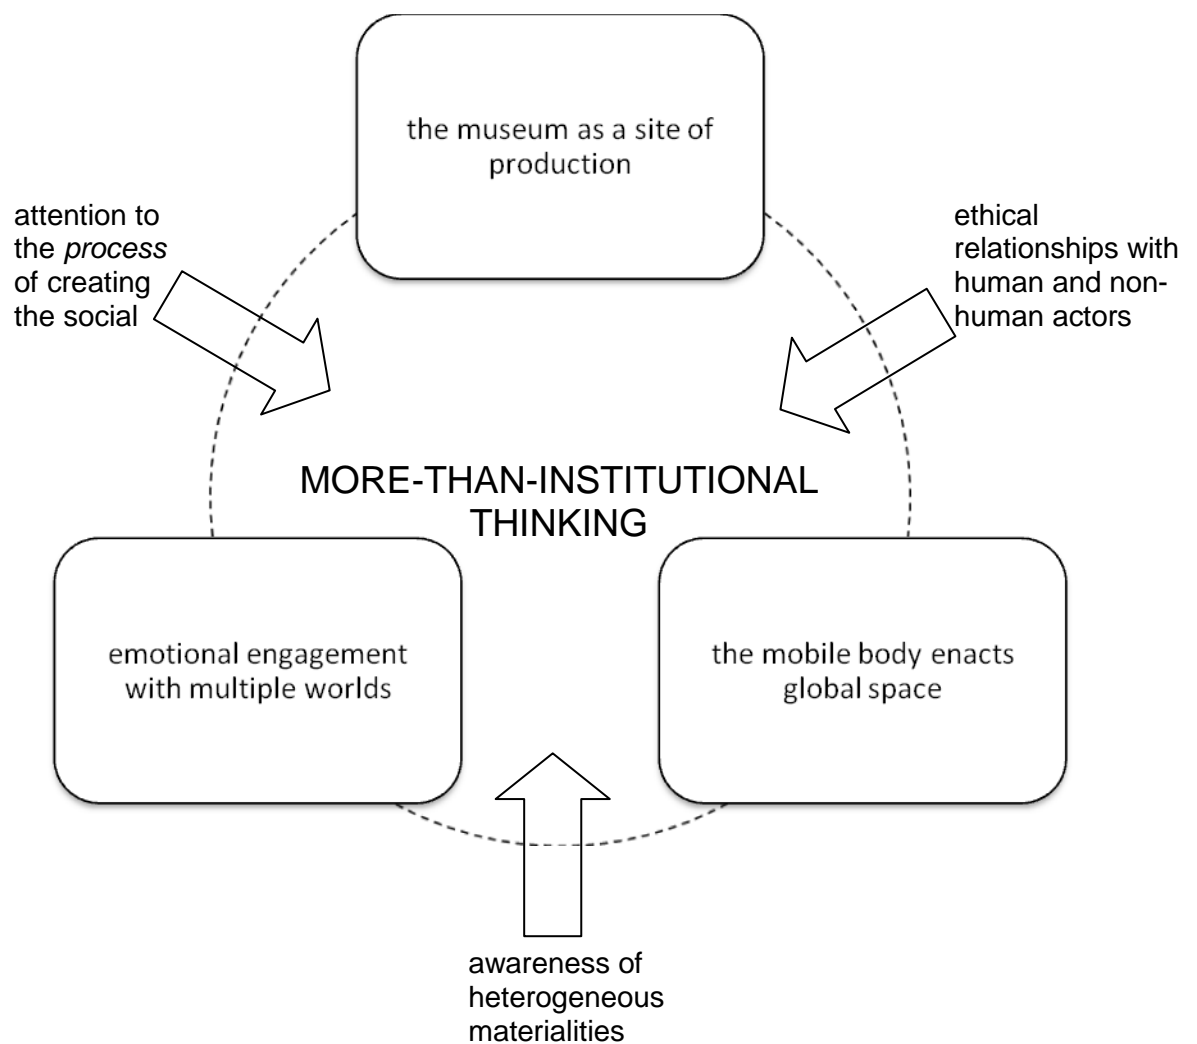 the museum as a site of
production
attention to
the process
of creating
the social
ethical
relationships with
human and non-
human actors
MORE-THAN-INSTITUTIONAL
THINKING
emotional engagement
with multiple worlds
the mobile body enacts
global space
awareness of
heterogeneous
materialities